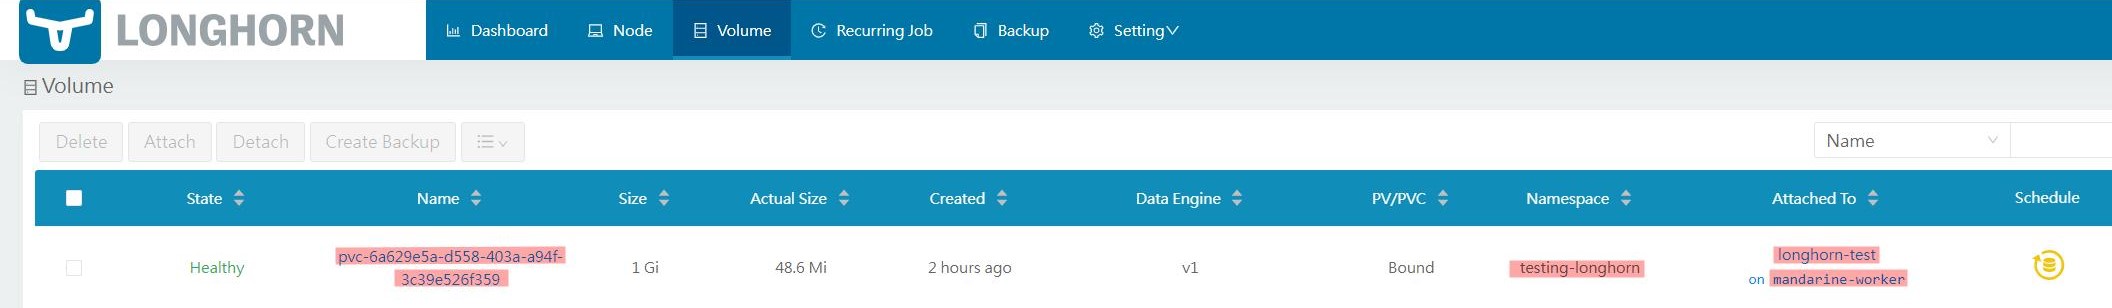 LONGHORN
Dashboard Node Volume Recurring Job Backup Setting
Volume
Delete Attach Detach Create Backup
Name
State Name Size Actual Size Created Data Engine PV/PVC Namespace Attached To Schedule
Healthy pvc-6a629e5a-d558-403a-a94f-3c39e526f359 1 Gi 48.6 Mi 2 hours ago v1 Bound testing-longhorn longhorn-test
on mandarine-worker